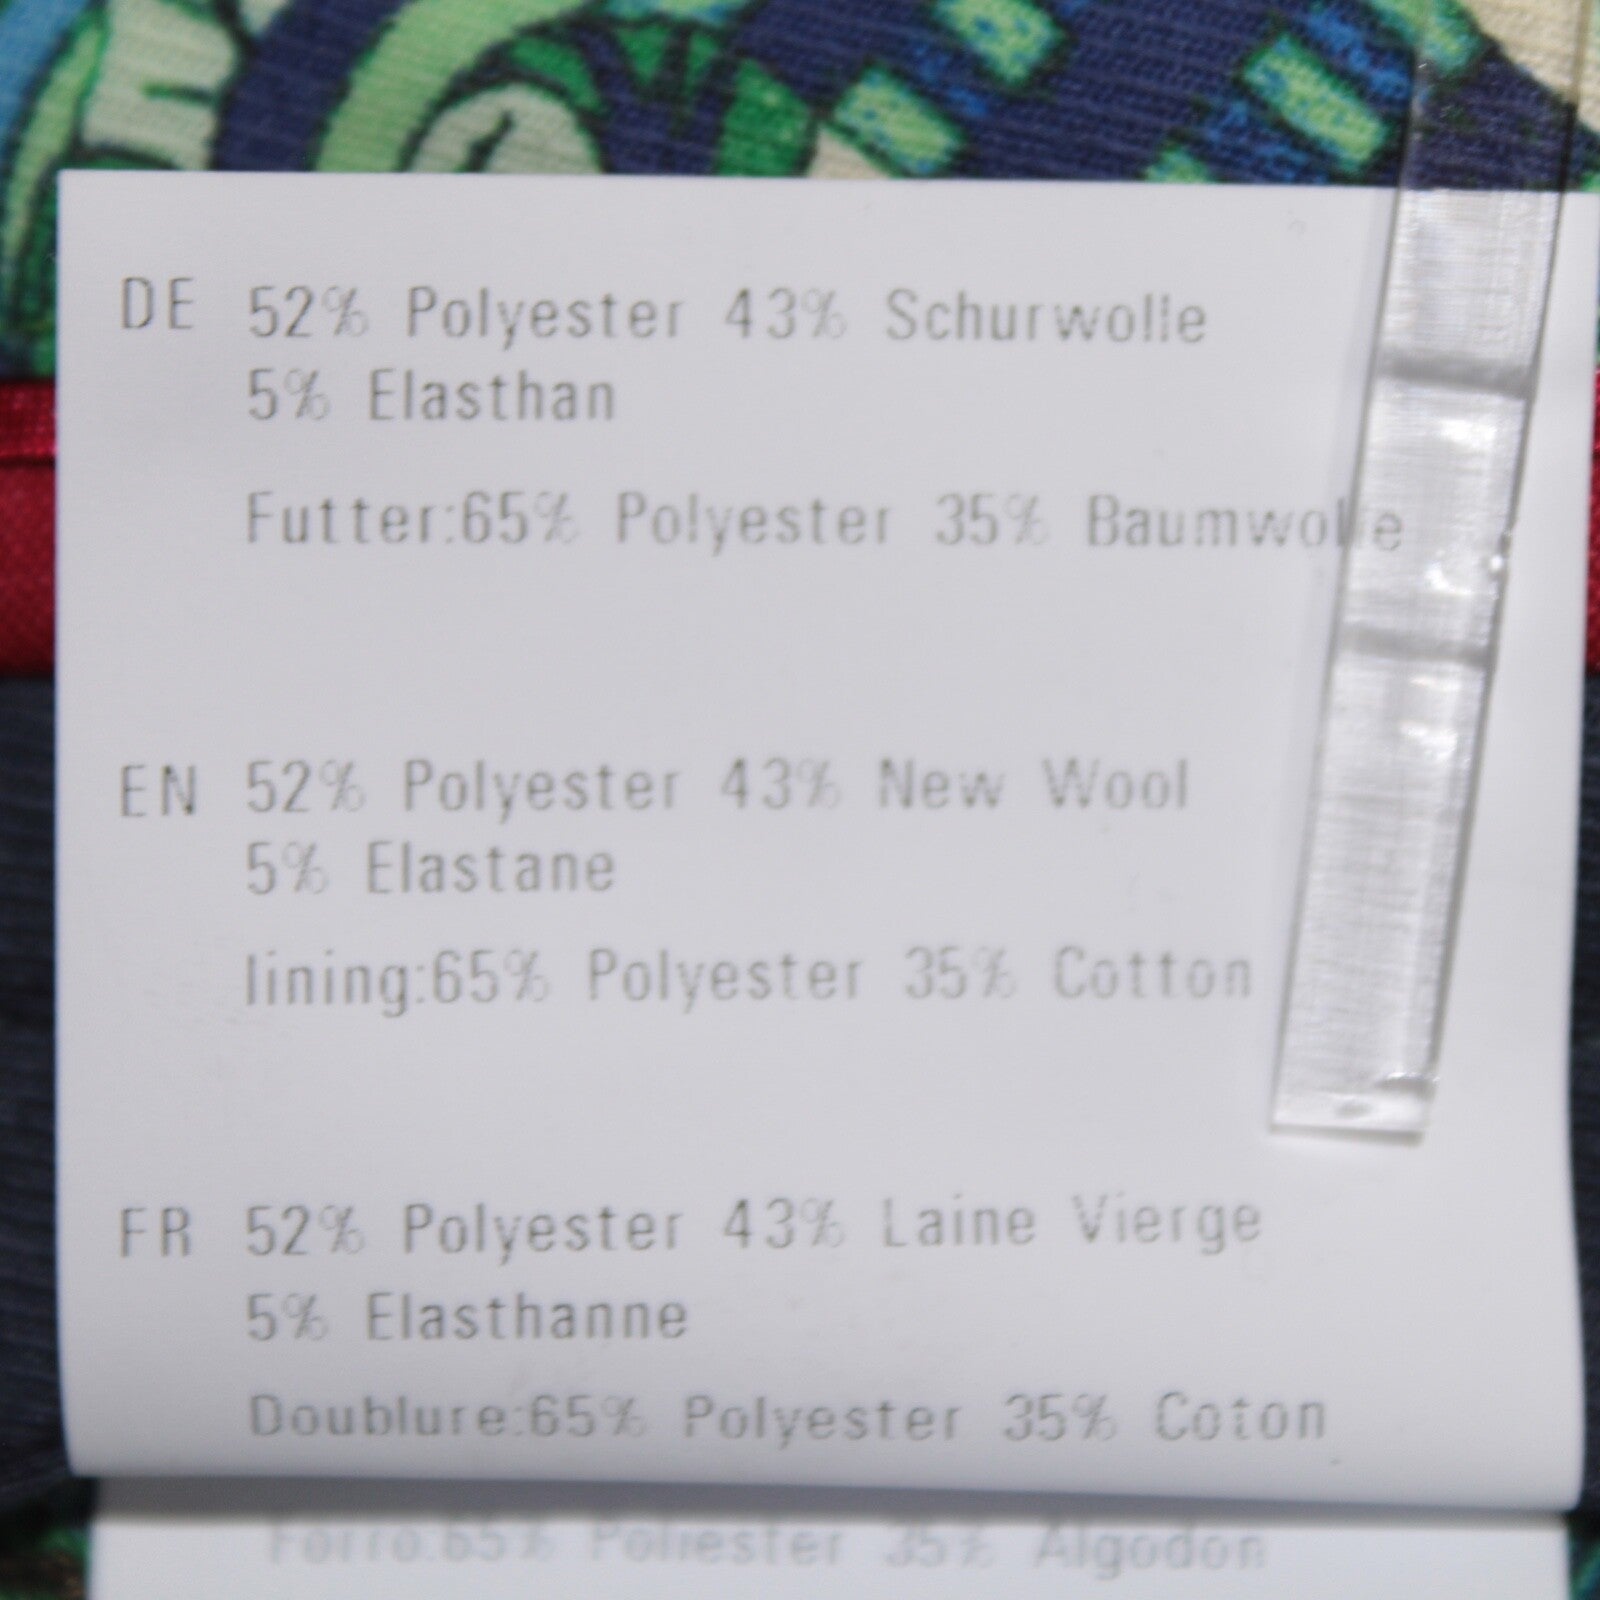 DE 52% Polyester 43% Schurwolle
5% Elasthan
Futter:65% Polyester 35% Baumwolle
EN 52% Polyester 43% New Wool
5% Elastane
lining:65% Polyester 35% Cotton
FR 52% Polyester 43% Laine Vierge
5% Elasthanne
Doublure:65% Polyester 35% Coton
Forro:65% Poliester 35% Algodon